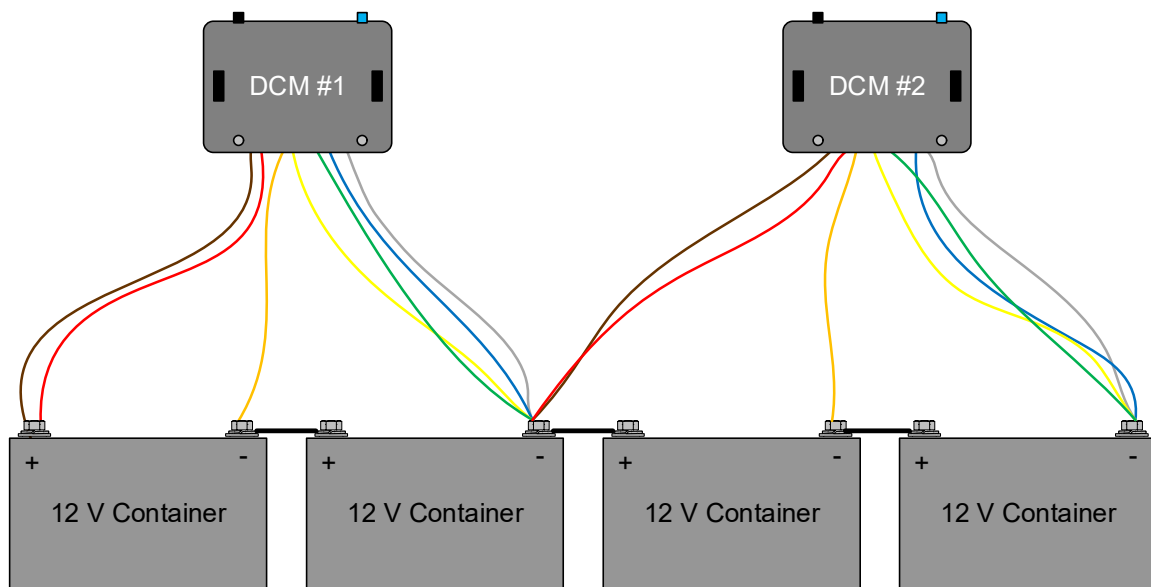 DCM #1
DCM #2
+ -
12 V Container
+ -
12 V Container
+ -
12 V Container
+ -
12 V Container